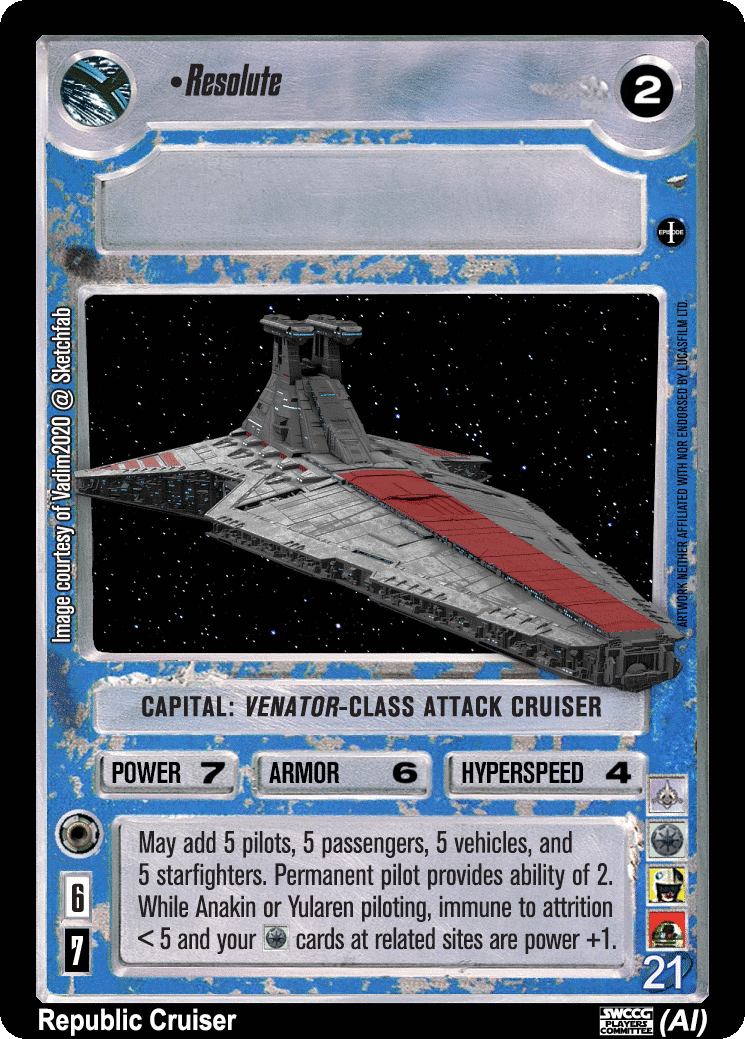 •Resolute
2
EPISODE I
Image courtesy of Vadim2020 @ Sketchfab
ARTWORK NEITHER AFFILIATED WITH NOR ENDORSED BY LUCASFILM LTD.
CAPITAL: VENATOR-CLASS ATTACK CRUISER
POWER 7 ARMOR 6 HYPERSPEED 4
May add 5 pilots, 5 passengers, 5 vehicles, and
5 starfighters. Permanent pilot provides ability of 2.
While Anakin or Yularen piloting, immune to attrition
< 5 and your cards at related sites are power +1.
6
7
21
Republic Cruiser
SWCCG
PLAYERS
COMMITTEE
(AI)